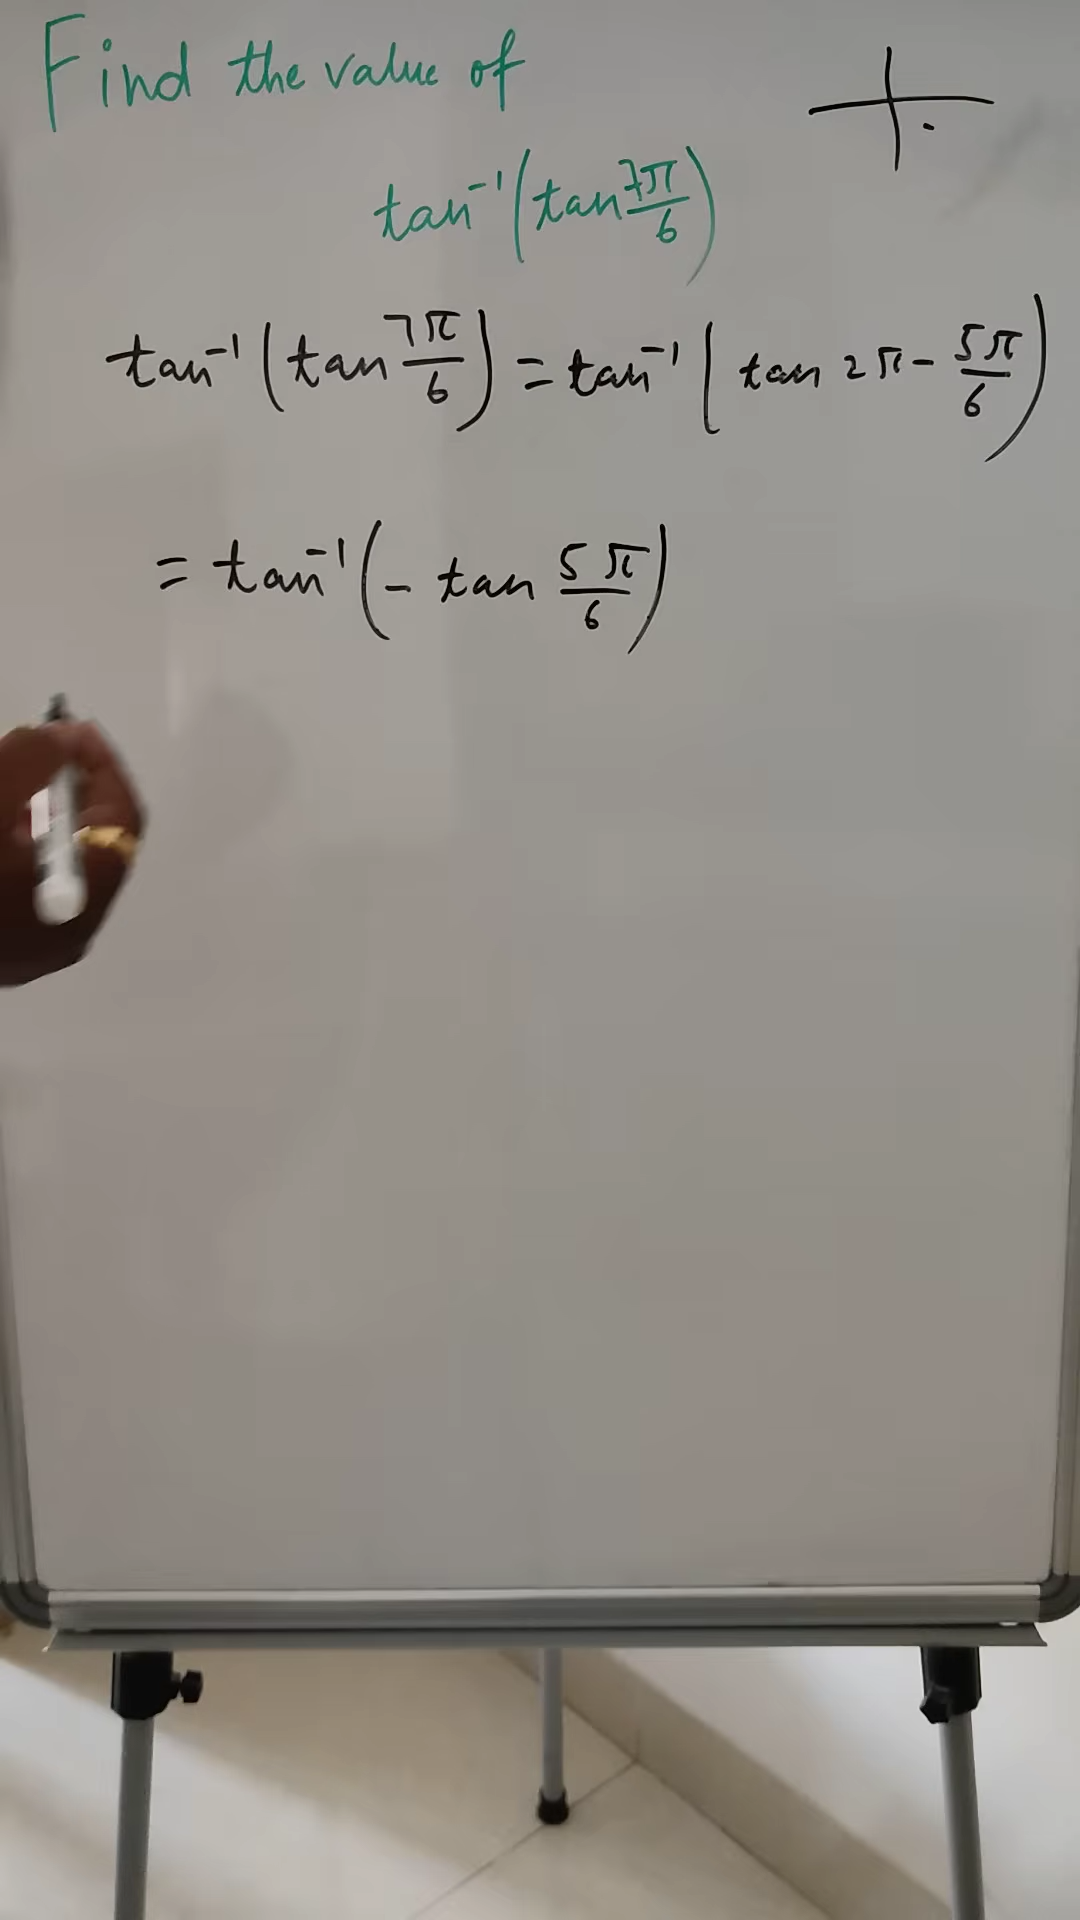 Find the value of
tan⁻¹(tan 7π/6)
tan⁻¹(tan 7π/6) = tan⁻¹(tan 2π - 5π/6)
= tan⁻¹(- tan 5π/6)